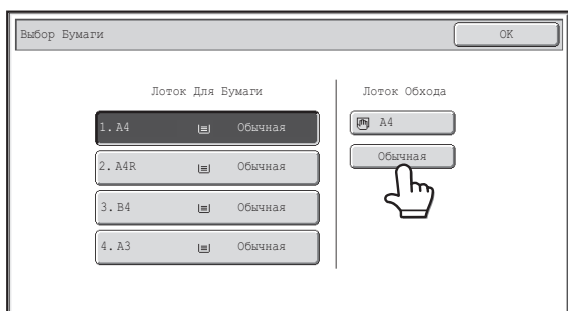 Выбор Бумаги
OK
Лоток Для Бумаги
1. A4 Обычная
2. A4R Обычная
3. B4 Обычная
4. A3 Обычная
Лоток Обхода
A4
Обычная